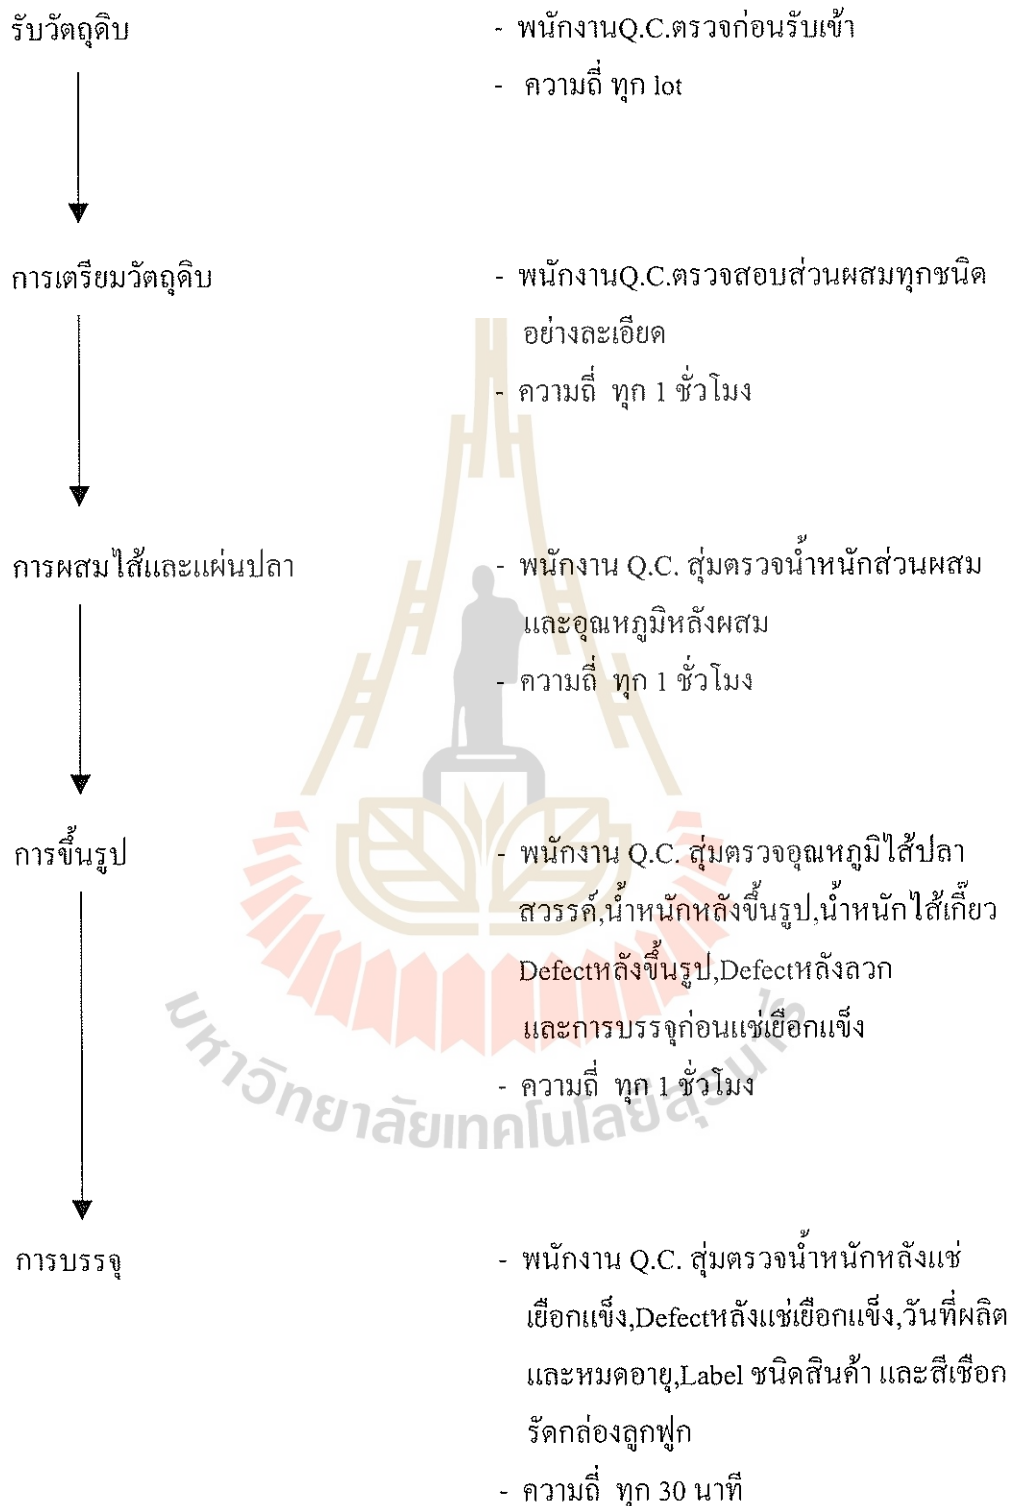 รับวัตถุดิบ
- พนักงานQ.C.ตรวจก่อนรับเข้า
- ความถี่ ทุก lot
การเตรียมวัตถุดิบ
- พนักงานQ.C.ตรวจสอบส่วนผสมทุกชนิด
อย่างละเอียด
- ความถี่ ทุก 1 ชั่วโมง
การผสมไส้และแผ่นปลา
- พนักงาน Q.C. สุ่มตรวจน้ำหนักส่วนผสม
และอุณหภูมิหลังผสม
- ความถี่ ทุก 1 ชั่วโมง
การขึ้นรูป
- พนักงาน Q.C. สุ่มตรวจอุณหภูมิไส้ปลา
สวรรค์,น้ำหนักหลังขึ้นรูป,น้ำหนักไส้เกี๊ยว
Defectหลังขึ้นรูป,Defectหลังลวก
และการบรรจุก่อนแช่เยือกแข็ง
- ความถี่ ทุก 1 ชั่วโมง
มหาวิทยาลัยเทคโนโลยีสุรนารี
การบรรจุ
- พนักงาน Q.C. สุ่มตรวจน้ำหนักหลังแช่
เยือกแข็ง,Defectหลังแช่เยือกแข็ง,วันที่ผลิต
และหมดอายุ,Label ชนิดสินค้า และสีเชือก
รัดกล่องลูกฟูก
- ความถี่ ทุก 30 นาที